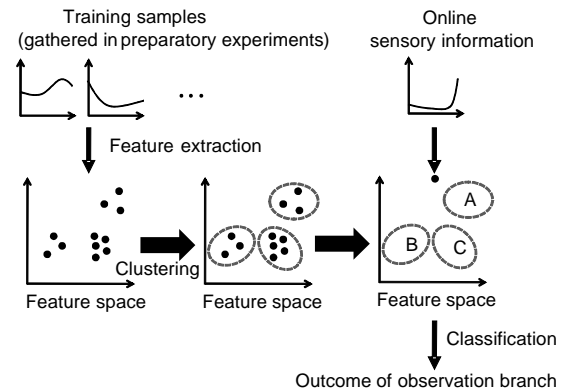 Training samples
(gathered in preparatory experiments)
Online
sensory information
...
Feature extraction
A
B
C
Clustering
Feature space
Feature space
Feature space
Classification
Outcome of observation branch